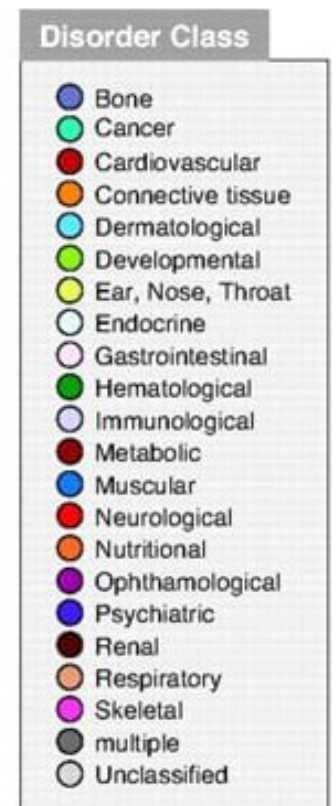 Disorder Class
Bone
Cancer
Cardiovascular
Connective tissue
Dermatological
Developmental
Ear, Nose, Throat
Endocrine
Gastrointestinal
Hematological
Immunological
Metabolic
Muscular
Neurological
Nutritional
Ophthamological
Psychiatric
Renal
Respiratory
Skeletal
multiple
Unclassified